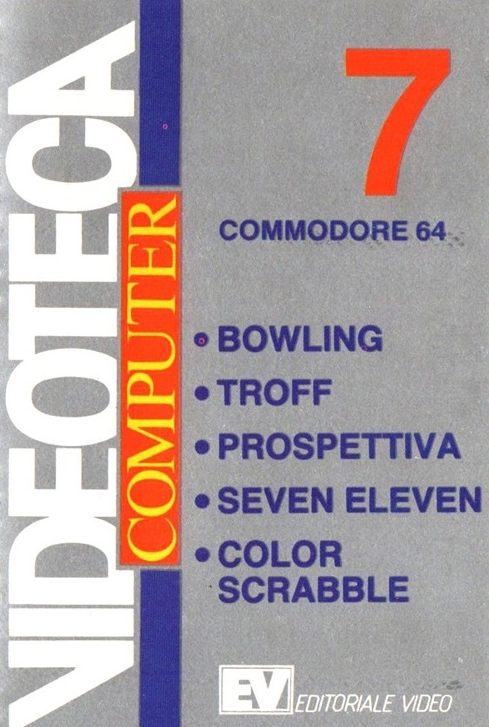 VIDEOTECA
COMPUTER
7
COMMODORE 64
• BOWLING
• TROFF
• PROSPETTIVA
• SEVEN ELEVEN
• COLOR
SCRABBLE
EV EDITORIALE VIDEO